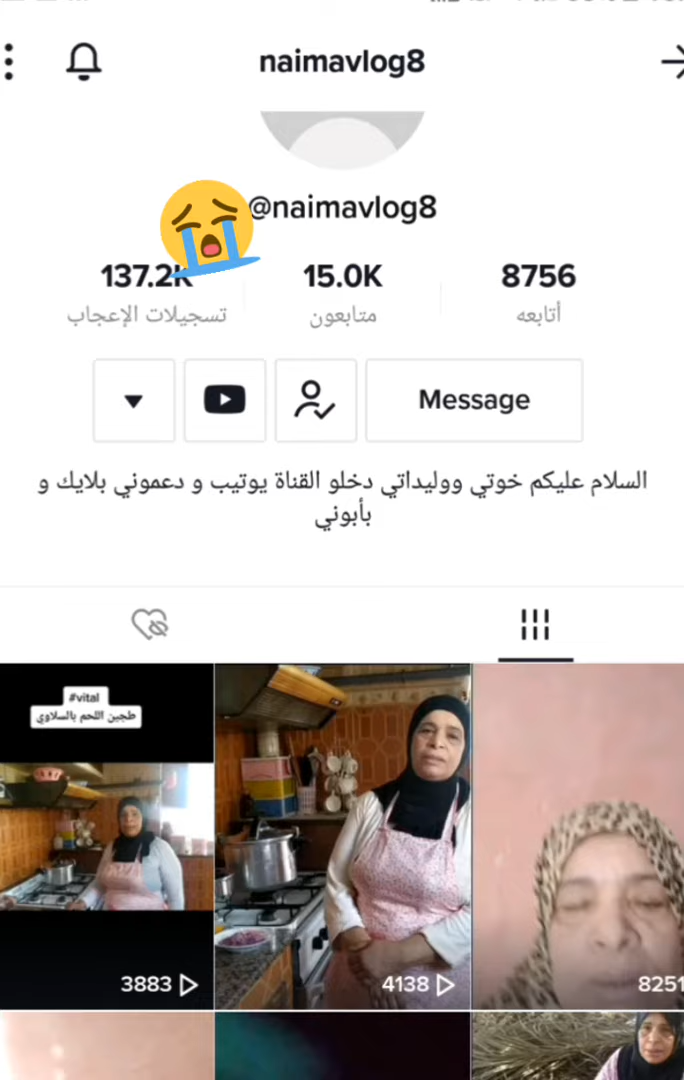 naimavlog8
@naimavlog8
137.2K
15.0K
8756
تسجيلات الإعجاب
متابعون
أتابعه
Message
السلام عليكم خوتي ووليداتي دخلو القناة يوتيب و دعموني بلايك و
بأبوني
#vital
طجين اللحم بالسلاوي
3883
4138
8251